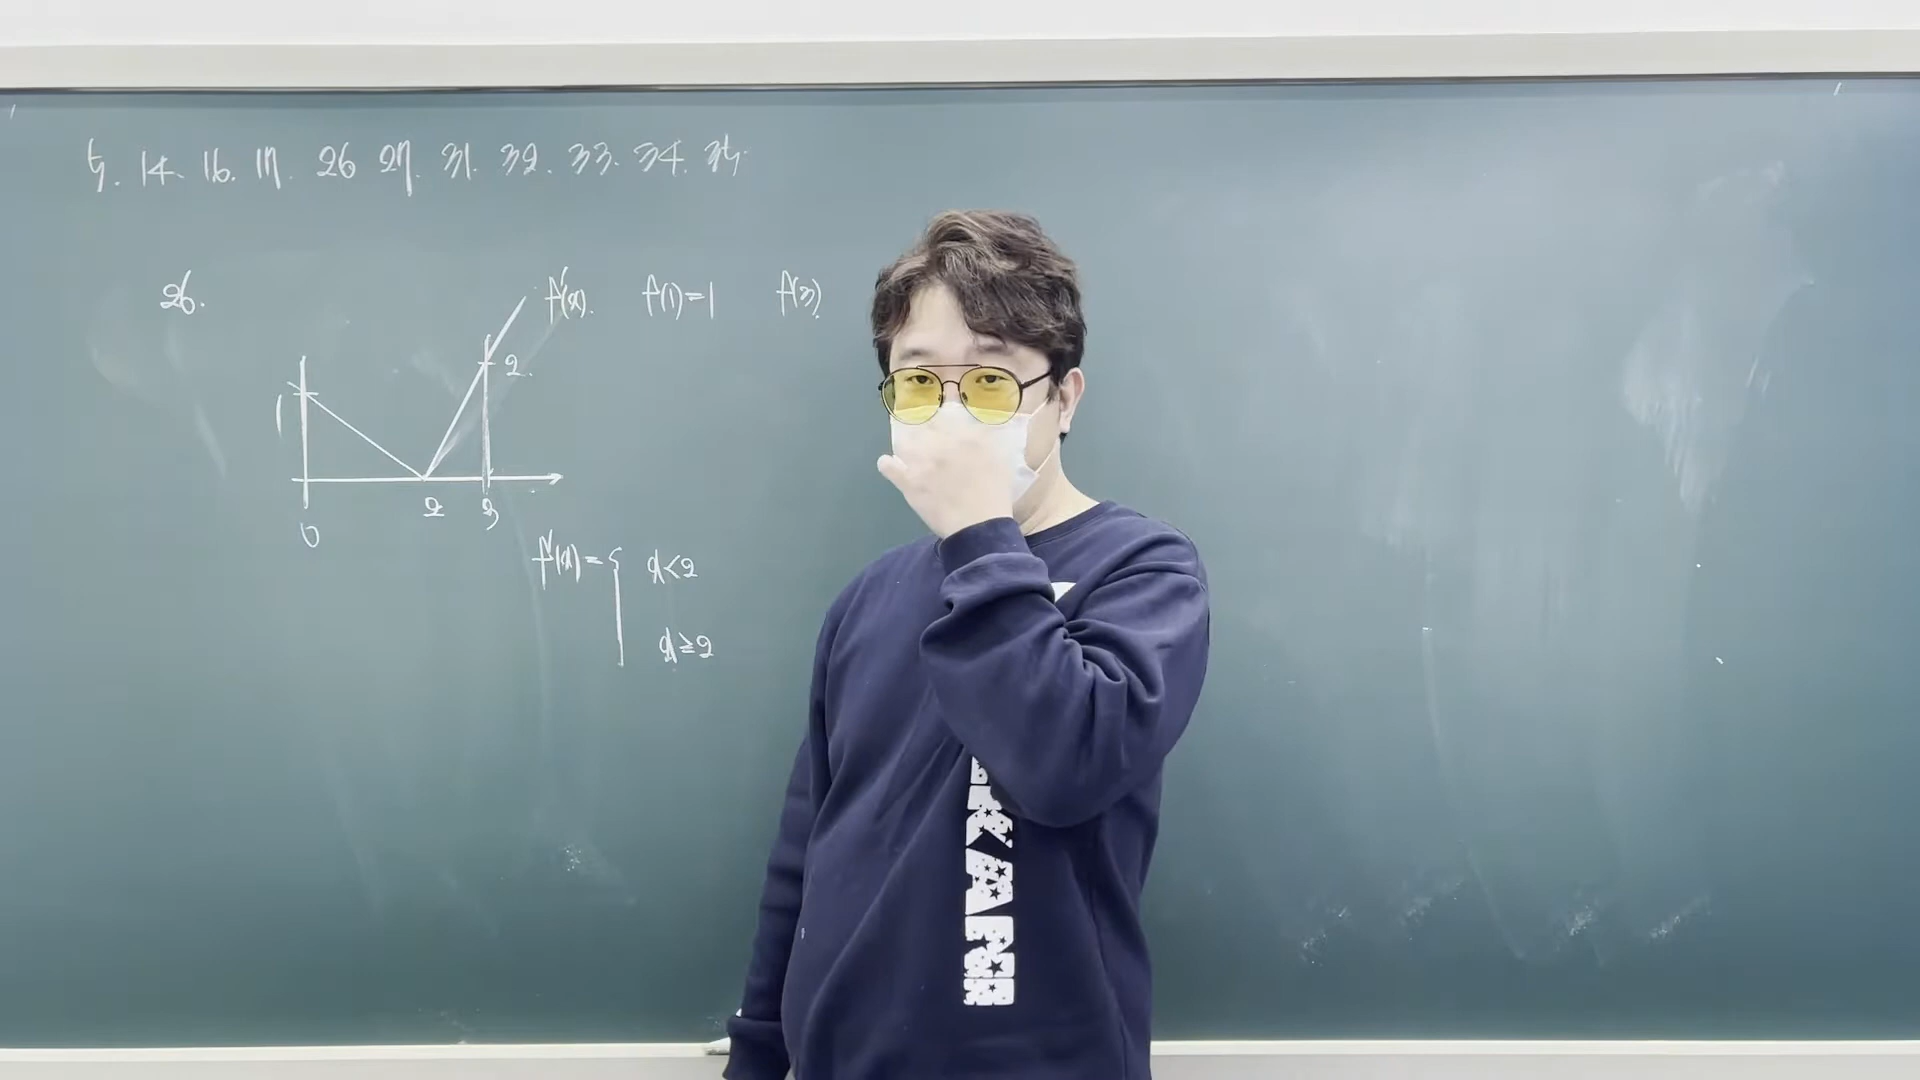 5. 14. 16. 17. 26 27. 31. 32. 33. 34. 35.
26.
f'(x). f(1)=1 f(3).
1
2.
0 2 3
f'(x)= { x<2
x≥2